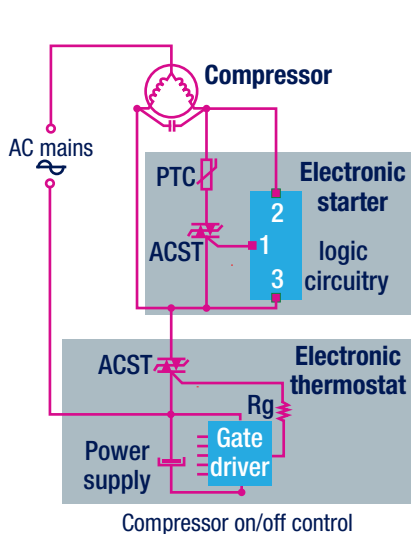 Compressor
AC mains
PTC
Electronic
starter
2
ACST
1
logic
circuitry
3
ACST
Electronic
thermostat
Rg
Power
supply
Gate
driver
Compressor on/off control